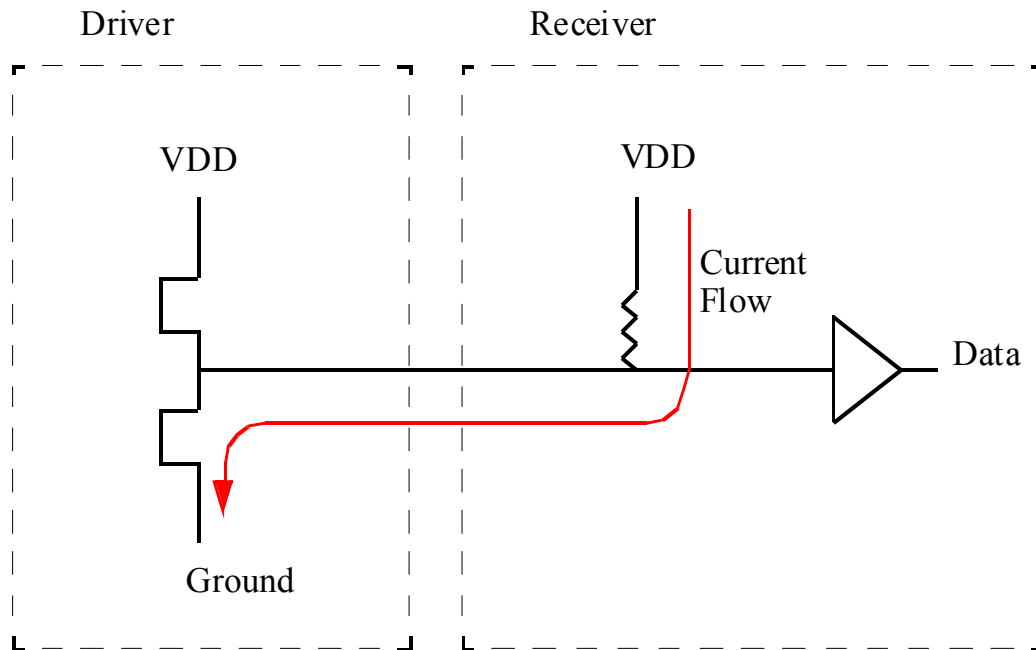 Driver
Receiver
VDD
VDD
Current
Flow
Data
Ground